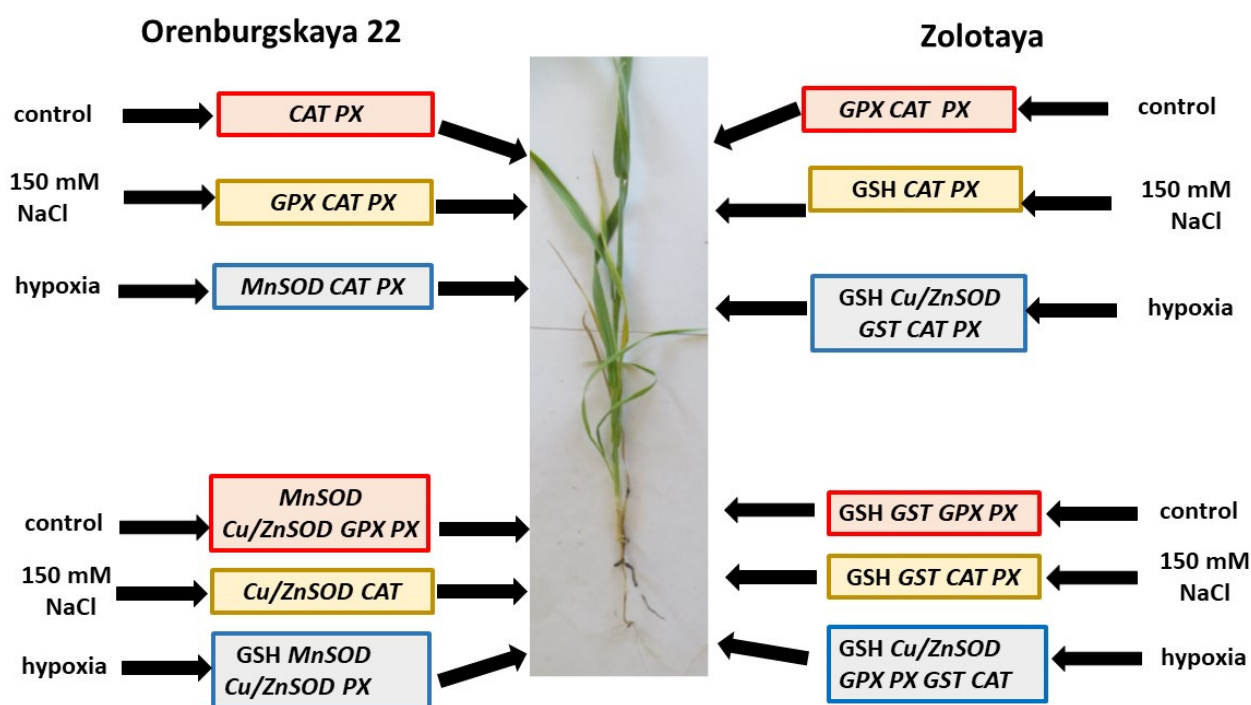 Orenburgskaya 22
Zolotaya
control
CAT PX
GPX CAT PX
control
150 mM
NaCl
GPX CAT PX
GSH CAT PX
150 mM
NaCl
hypoxia
MnSOD CAT PX
GSH Cu/ZnSOD
GST CAT PX
hypoxia
control
MnSOD
Cu/ZnSOD GPX PX
GSH GST GPX PX
control
150 mM
NaCl
Cu/ZnSOD CAT
GSH GST CAT PX
150 mM
NaCl
hypoxia
GSH MnSOD
Cu/ZnSOD PX
GSH Cu/ZnSOD
GPX PX GST CAT
hypoxia